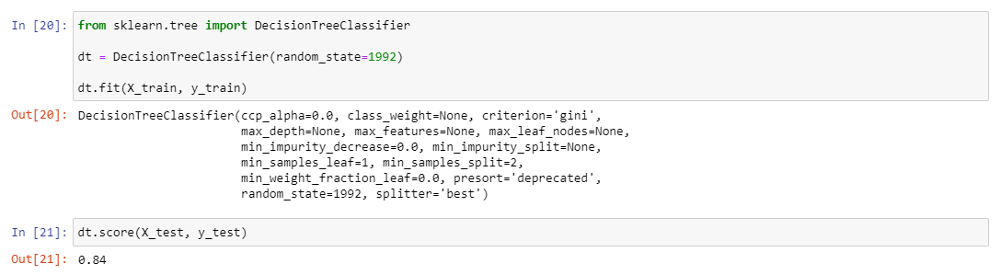 In [20]: from sklearn.tree import DecisionTreeClassifier
dt = DecisionTreeClassifier(random_state=1992)
dt.fit(X_train, y_train)
Out[20]: DecisionTreeClassifier(ccp_alpha=0.0, class_weight=None, criterion='gini',
max_depth=None, max_features=None, max_leaf_nodes=None,
min_impurity_decrease=0.0, min_impurity_split=None,
min_samples_leaf=1, min_samples_split=2,
min_weight_fraction_leaf=0.0, presort='deprecated',
random_state=1992, splitter='best')
In [21]: dt.score(X_test, y_test)
Out[21]: 0.84